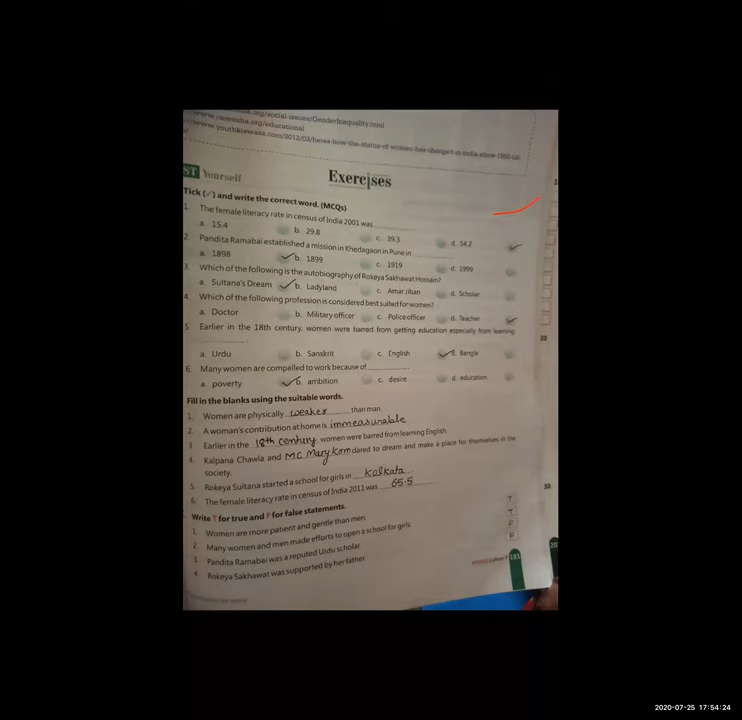 .org/social-issues/GenderInequality.html
www.careindia.org/educational
www.youthkiawaaz.com/2012/03/heres-how-the-status-of-women-has-changed-in-india-since-1950-till-
ST Yourself
Exercises
Tick (✓) and write the correct word. (MCQs)
1. The female literacy rate in census of India 2001 was
a. 15.4 b. 29.8 c. 39.3 d. 54.2
2. Pandita Ramabai established a mission in Khedagaon in Pune in
a. 1898 b. 1899 c. 1919 d. 1999
3. Which of the following is the autobiography of Rokeya Sakhawat Hossain?
a. Sultana's Dream b. Ladyland c. Amar Jiban d. Scholar
4. Which of the following profession is considered best suited for women?
a. Doctor b. Military officer c. Police officer d. Teacher
5. Earlier in the 18th century, women were barred from getting education especially from learning
a. Urdu b. Sanskrit c. English d. Bangla
6. Many women are compelled to work because of
a. poverty b. ambition c. desire d. education
Fill in the blanks using the suitable words.
1. Women are physically weaker than man.
2. A woman's contribution at home is immeasurable
3. Earlier in the 18th century, women were barred from learning English.
4. Kalpana Chawla and MC Mary Kom dared to dream and make a place for themselves in the
society.
5. Rokeya Sultana started a school for girls in Kolkata
6. The female literacy rate in census of India 2011 was 65.5
Write T for true and F for false statements.
1. Women are more patient and gentle than men. T
2. Many women and men made efforts to open a school for girls. T
3. Pandita Ramabai was a reputed Urdu scholar. F
4. Rokeya Sakhawat was supported by her father. F
181
2020-07-25 17:54:24